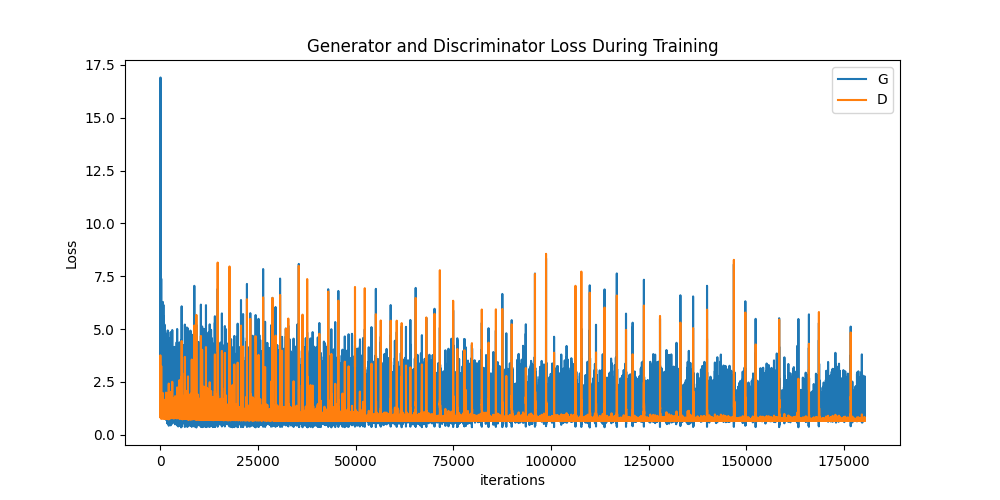 Generator and Discriminator Loss During Training
G
D
17.5
15.0
12.5
10.0
7.5
5.0
2.5
0.0
Loss
0 25000 50000 75000 100000 125000 150000 175000
iterations